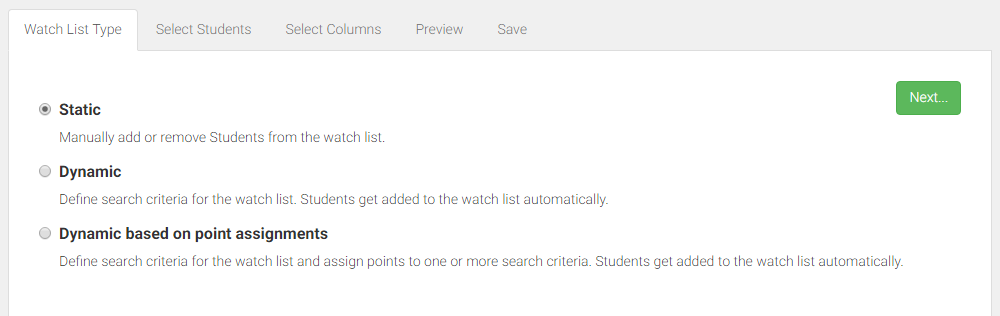 Watch List Type Select Students Select Columns Preview Save
Next...
Static
Manually add or remove Students from the watch list.
Dynamic
Define search criteria for the watch list. Students get added to the watch list automatically.
Dynamic based on point assignments
Define search criteria for the watch list and assign points to one or more search criteria. Students get added to the watch list automatically.